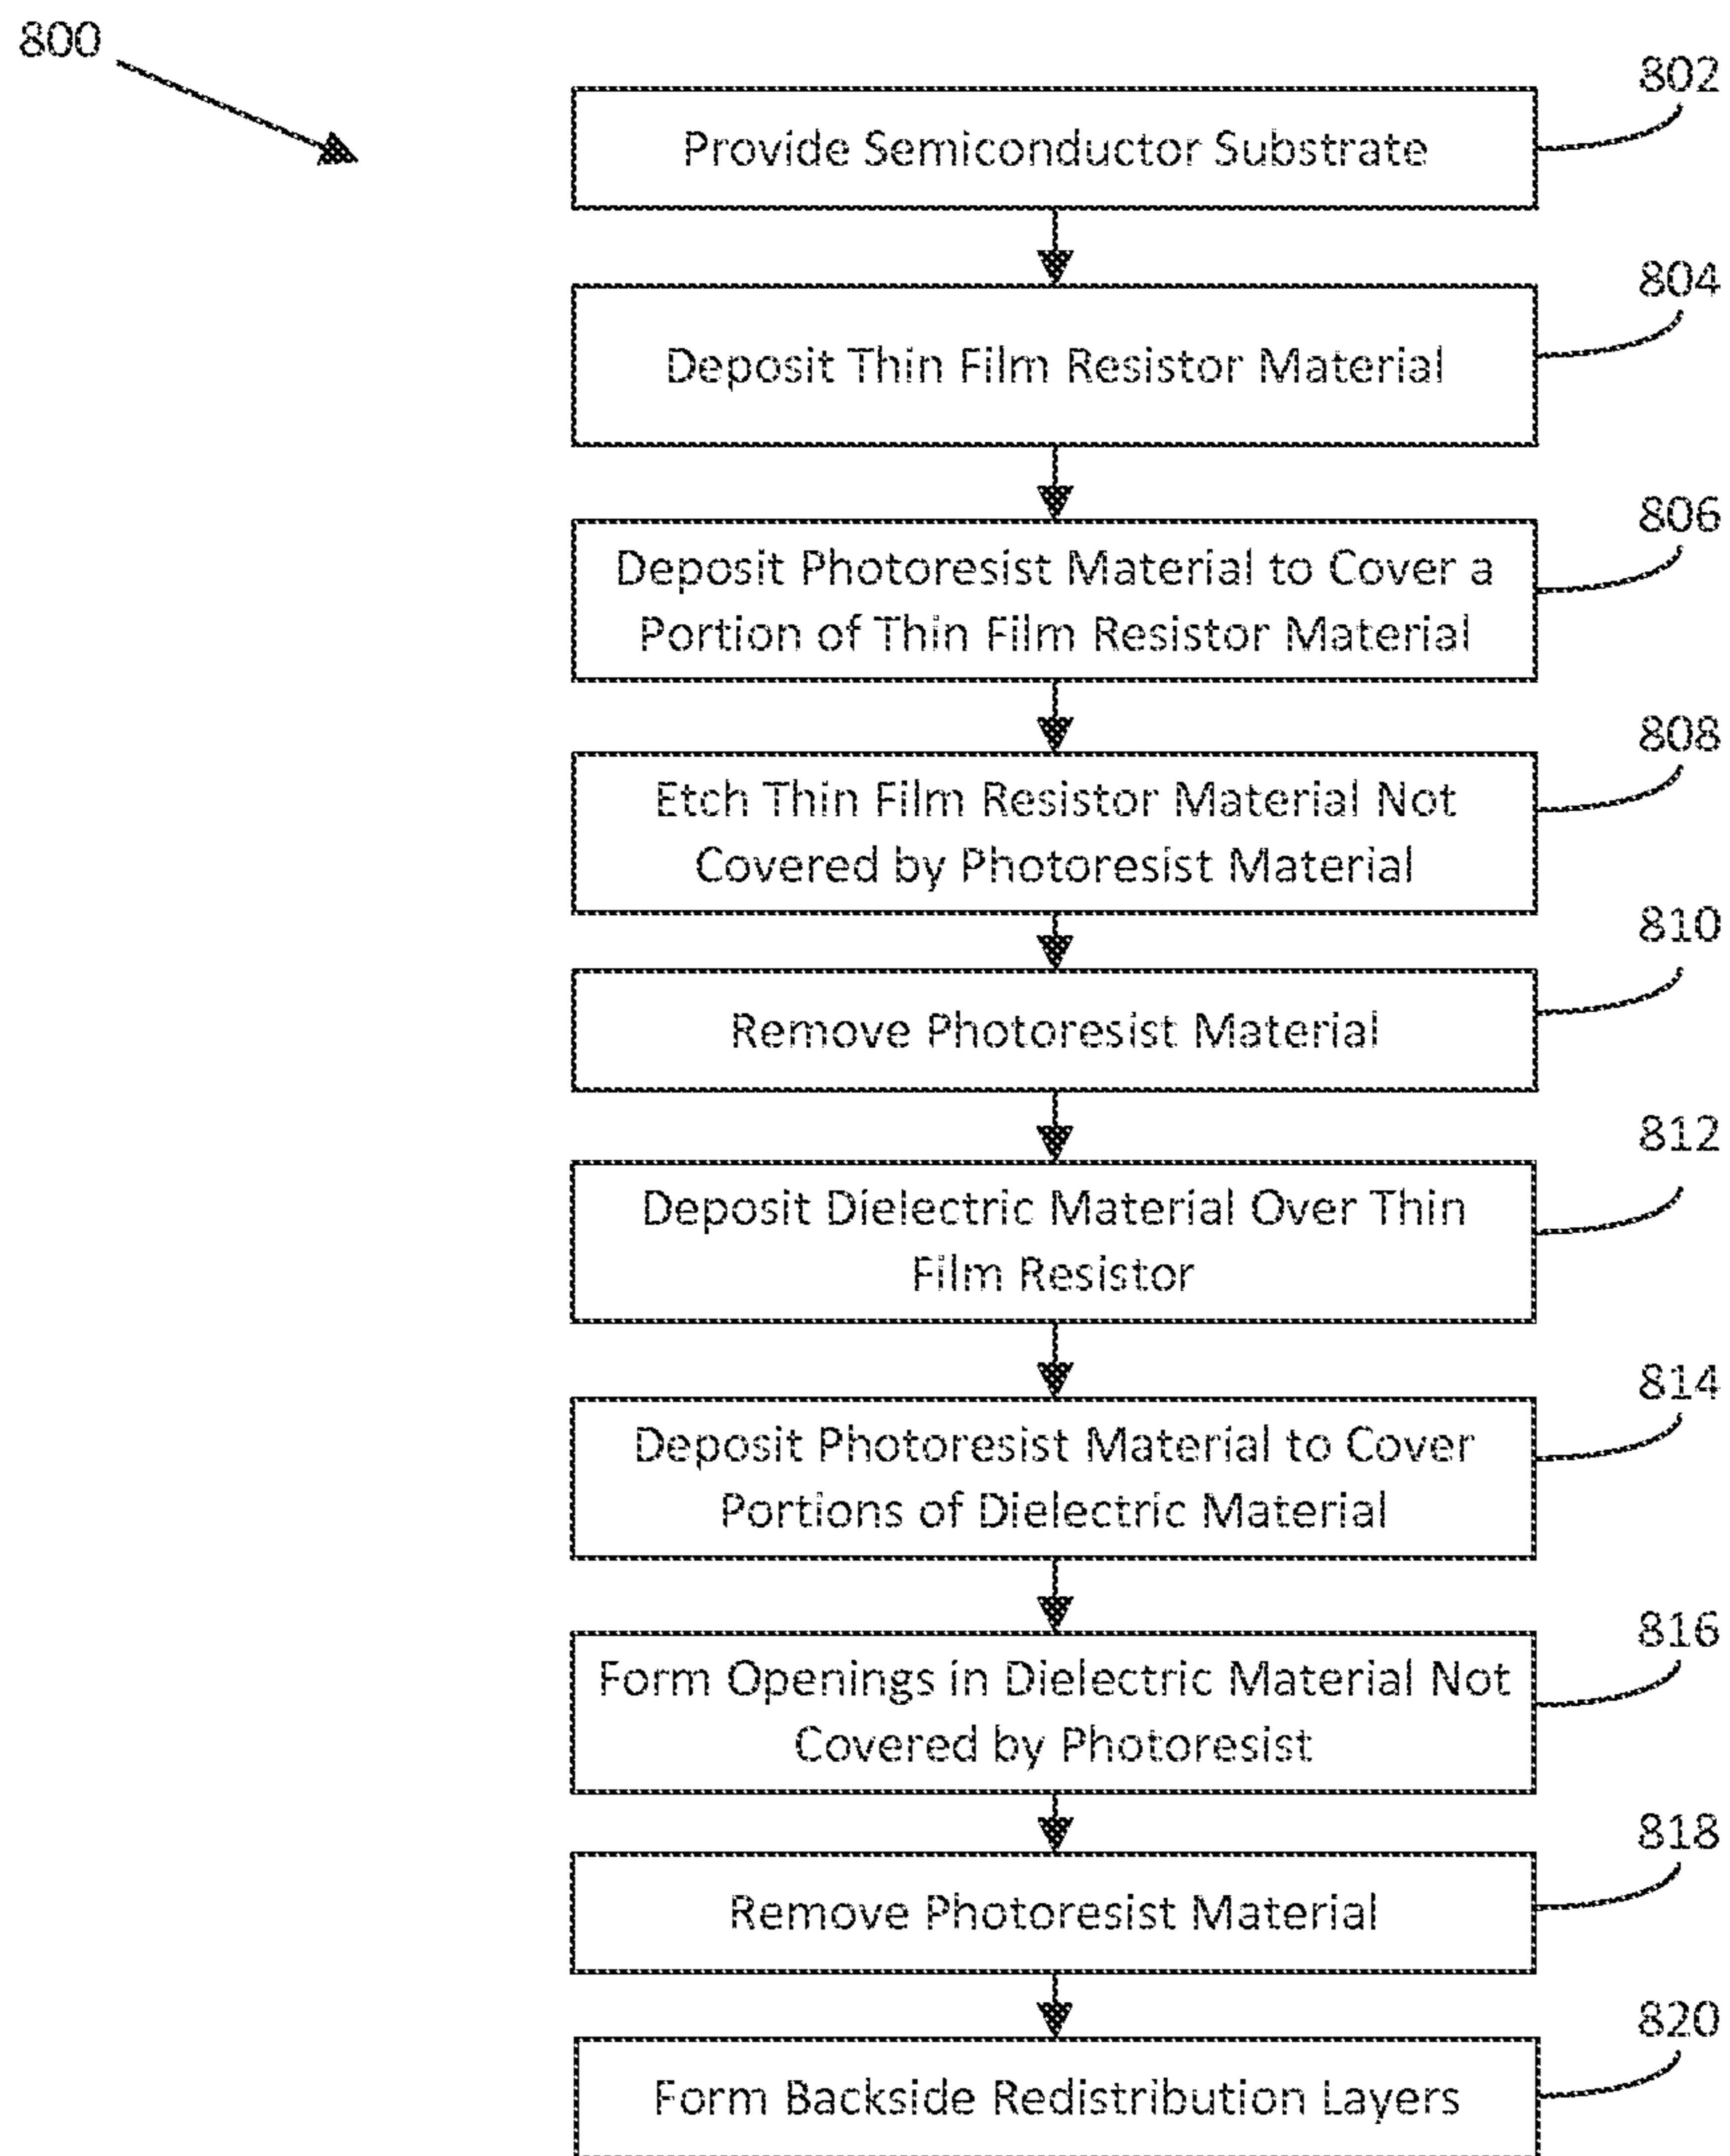 800
802
Provide Semiconductor Substrate
804
Deposit Thin Film Resistor Material
806
Deposit Photoresist Material to Cover a
Portion of Thin Film Resistor Material
808
Etch Thin Film Resistor Material Not
Covered by Photoresist Material
810
Remove Photoresist Material
812
Deposit Dielectric Material Over Thin
Film Resistor
814
Deposit Photoresist Material to Cover
Portions of Dielectric Material
816
Form Openings in Dielectric Material Not
Covered by Photoresist
818
Remove Photoresist Material
820
Form Backside Redistribution Layers